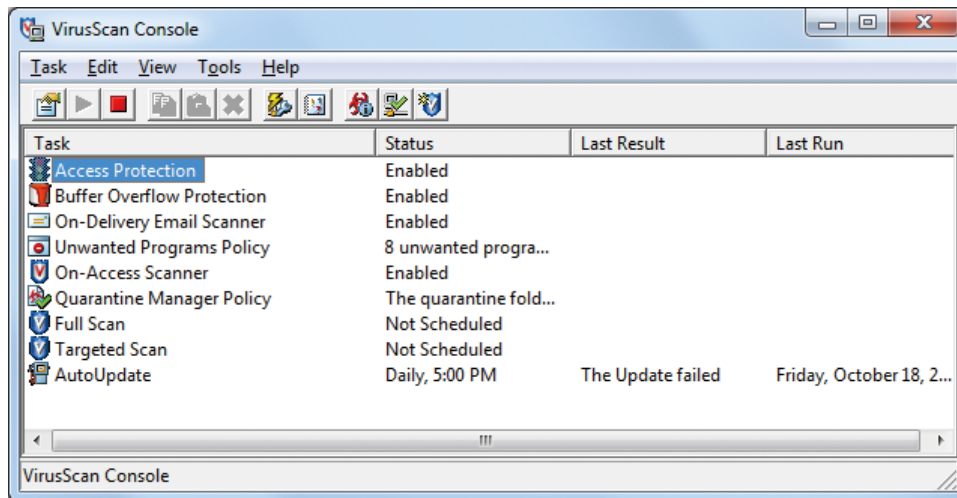 VirusScan Console
Task Edit View Tools Help
Task Status Last Result Last Run
Access Protection Enabled
Buffer Overflow Protection Enabled
On-Delivery Email Scanner Enabled
Unwanted Programs Policy 8 unwanted progra...
On-Access Scanner Enabled
Quarantine Manager Policy The quarantine fold...
Full Scan Not Scheduled
Targeted Scan Not Scheduled
AutoUpdate Daily, 5:00 PM The Update failed Friday, October 18, 2...
VirusScan Console